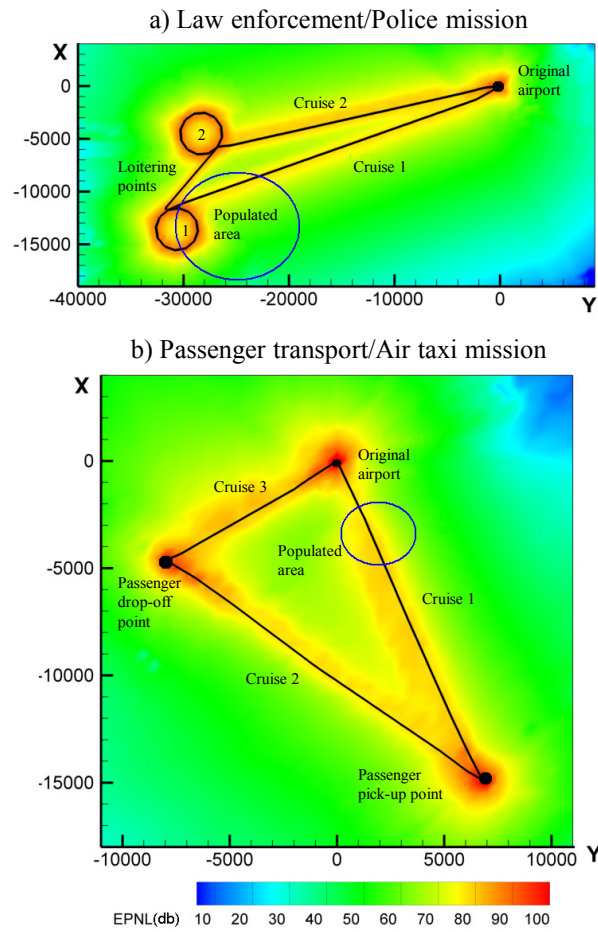 a) Law enforcement/Police mission
X
0
-5000
-10000
-15000
Original
airport
Cruise 2
2
Cruise 1
Loitering
points
Populated
area
1
-40000
-30000
-20000
-10000
0
Y
b) Passenger transport/Air taxi mission
X
0
-5000
-10000
-15000
Original
airport
Cruise 3
Populated
area
Passenger
drop-off
point
Cruise 1
Cruise 2
Passenger
pick-up point
-10000
-5000
0
5000
10000
Y
EPNL(db)
10 20 30 40 50 60 70 80 90 100